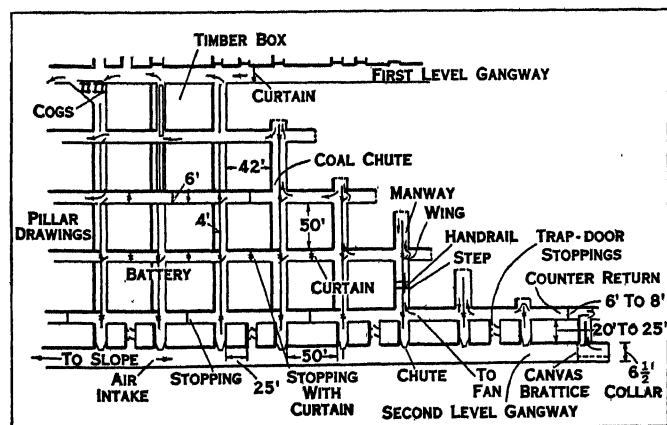 TIMBER BOX
FIRST LEVEL GANGWAY
COGS
CURTAIN
42'
COAL CHUTE
6'
MANWAY
WING
PILLAR
DRAWINGS
4'
50'
HANDRAIL
STEP
TRAP-DOOR
STOPPINGS
BATTERY
CURTAIN
COUNTER RETURN
6' TO 8'
20' TO 25'
TO SLOPE
AIR
INTAKE
STOPPING
25'
50'
STOPPING
WITH
CURTAIN
CHUTE
TO
FAN
CANVAS
BRATTICE
6 1/2'
COLLAR
SECOND LEVEL GANGWAY